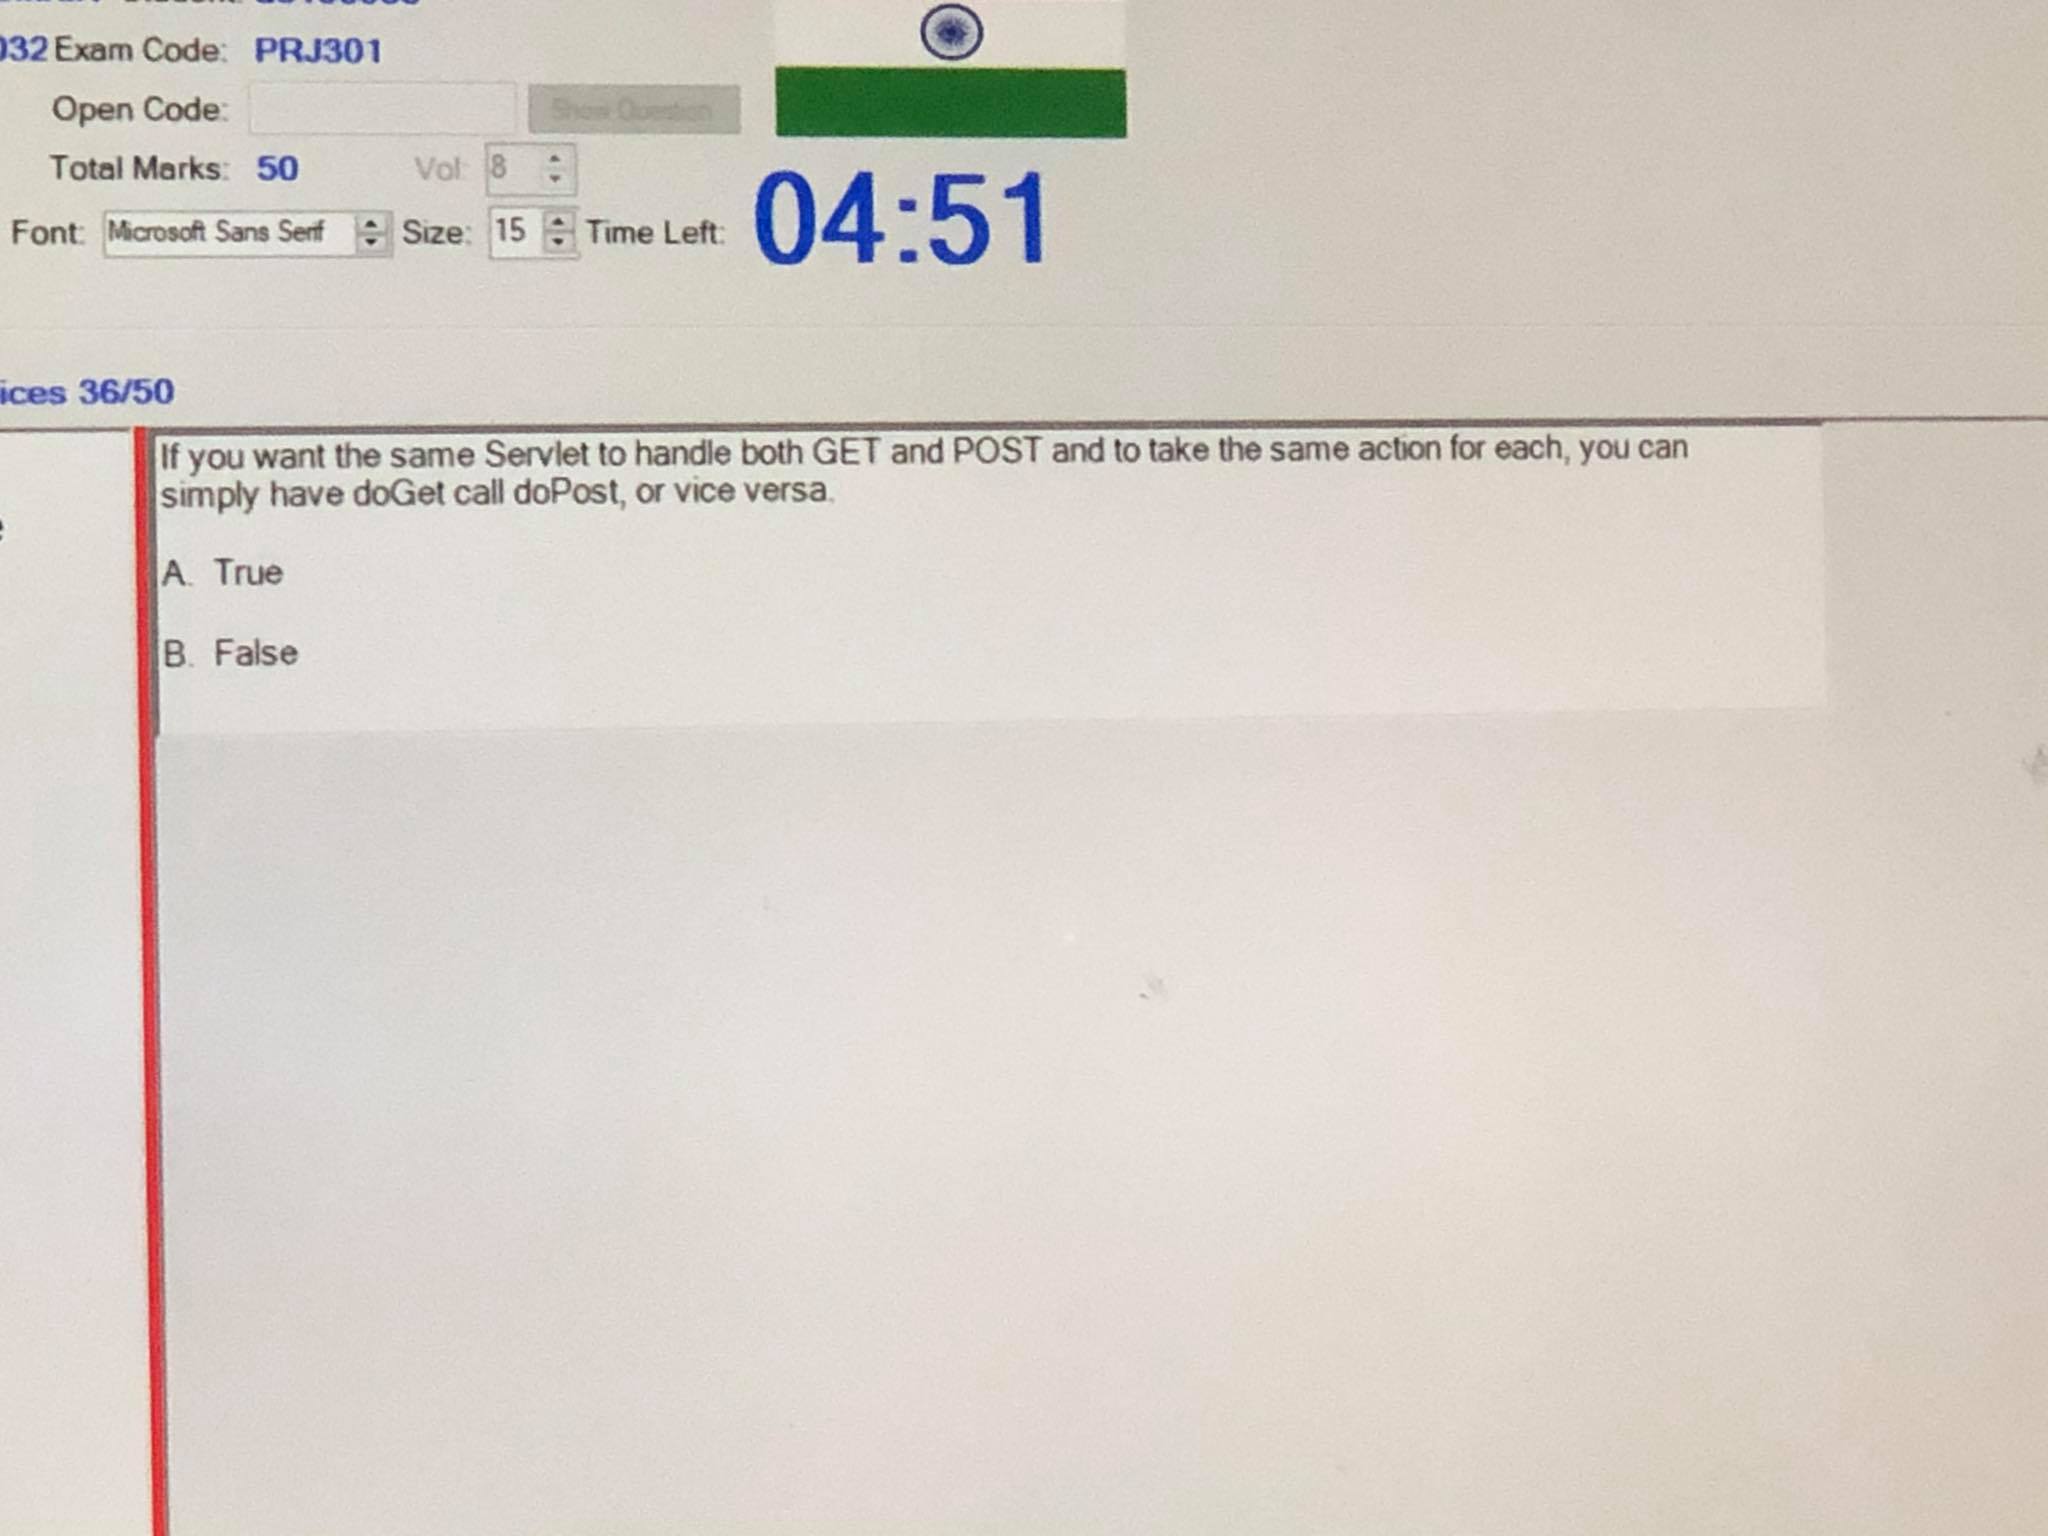 032 Exam Code: PRJ301
Open Code:
Show Question
Total Marks: 50 Vol: 8
Font: Microsoft Sans Serif Size: 15 Time Left: 04:51
ices 36/50
If you want the same Servlet to handle both GET and POST and to take the same action for each, you can
simply have doGet call doPost, or vice versa.
A. True
B. False